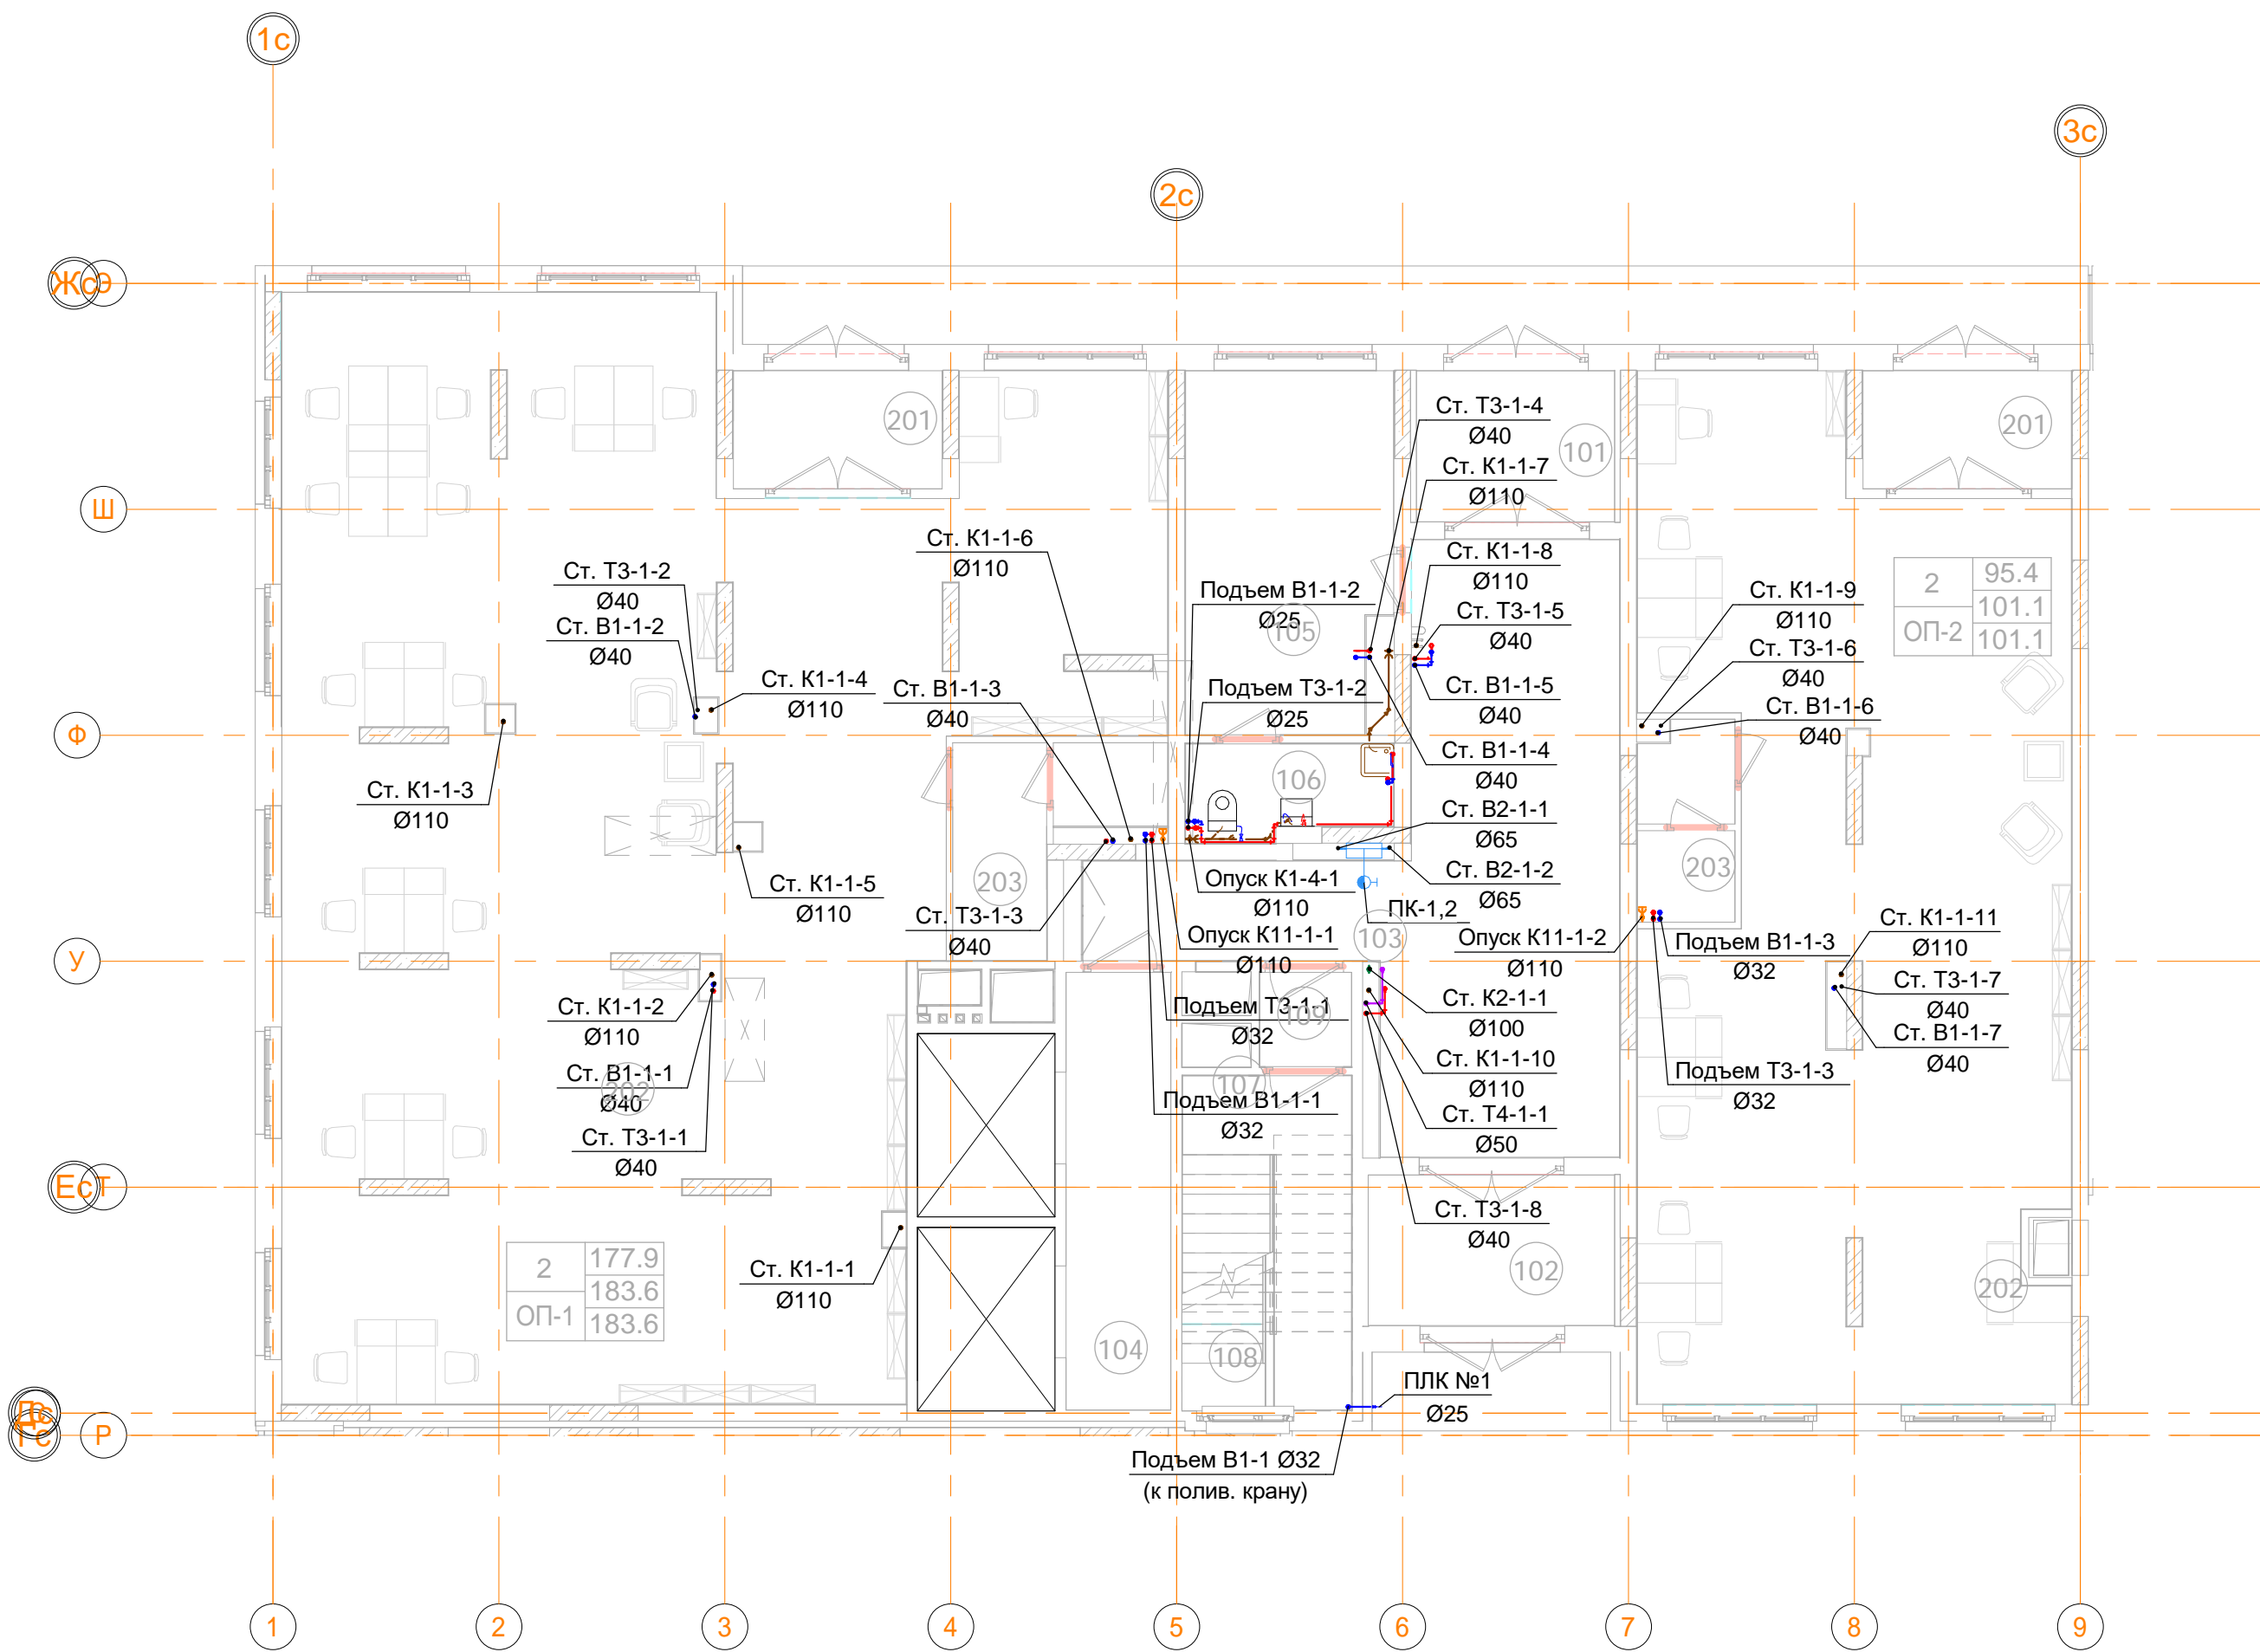 1с
3с
2с
Жс
Э
201
Ст. Т3-1-4
Ø40
101
201
Ст. К1-1-7
Ø110
Ш
Ст. К1-1-6
Ø110
Ст. К1-1-8
Ø110
Ст. Т3-1-2
Ø40
Подъем В1-1-2
Ø25
105
Ст. К1-1-9
Ø110
2
ОП-2
95.4
101.1
101.1
Ст. В1-1-2
Ø40
Ст. Т3-1-5
Ø40
Ст. Т3-1-6
Ø40
Ст. К1-1-4
Ø110
Ст. В1-1-3
Ø40
Подъем Т3-1-2
Ø25
Ст. В1-1-5
Ø40
Ст. В1-1-6
Ø40
Ф
Ст. К1-1-3
Ø110
106
Ст. В1-1-4
Ø40
Ст. В2-1-1
Ø65
Ст. К1-1-5
Ø110
203
Опуск К1-4-1
Ø110
Ст. В2-1-2
Ø65
203
Ст. Т3-1-3
Ø40
ПК-1,2
Опуск К11-1-1
Ø110
103
Опуск К11-1-2
Ø110
Подъем В1-1-3
Ø32
Ст. К1-1-11
Ø110
У
Ст. К1-1-2
Ø110
Подъем Т3-1-1
Ø32
109
Ст. К2-1-1
Ø100
Ст. Т3-1-7
Ø40
Ст. В1-1-7
Ø40
Ст. В1-1-1
Ø40
202
107
Ст. К1-1-10
Ø110
Подъем Т3-1-3
Ø32
Подъем В1-1-1
Ø32
Ст. Т4-1-1
Ø50
Ст. Т3-1-1
Ø40
Ес
Т
Ст. Т3-1-8
Ø40
2
ОП-1
177.9
183.6
183.6
Ст. К1-1-1
Ø110
102
202
104
108
ПЛК №1
Ø25
Р
Подъем В1-1 Ø32
(к полив. крану)
1
2
3
4
5
6
7
8
9